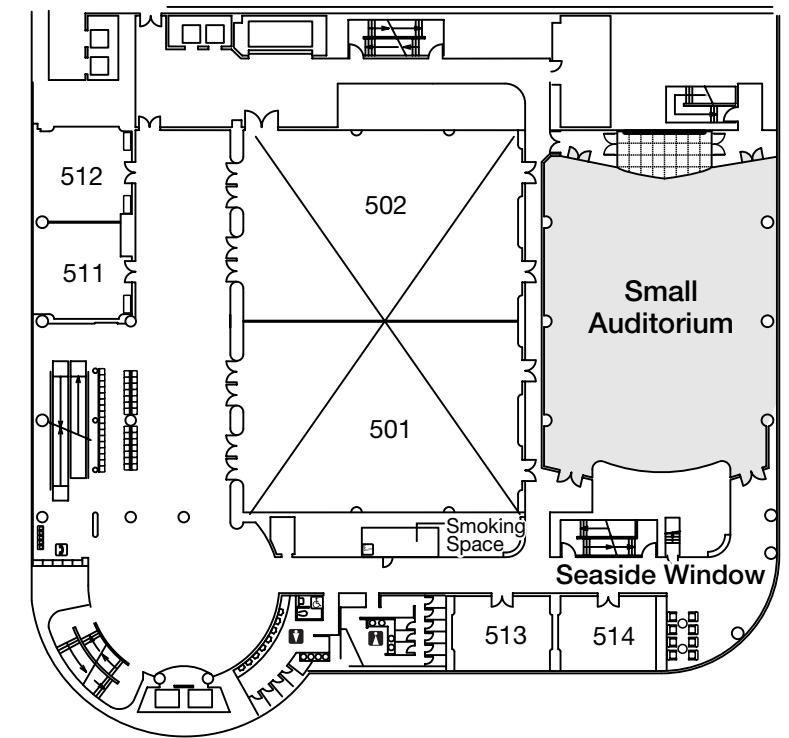 512
502
511
Small
Auditorium
501
Smoking
Space
Seaside Window
513
514